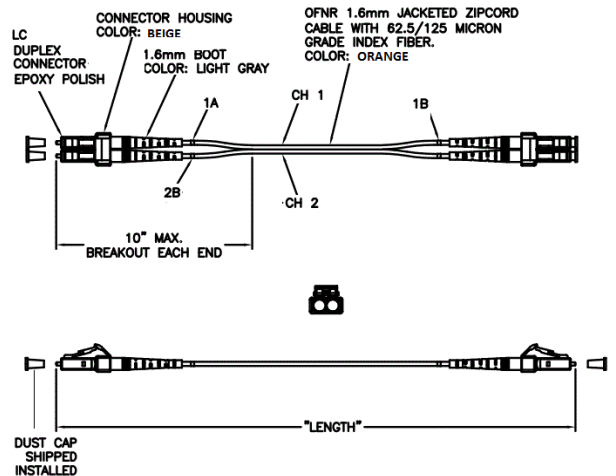 LC
DUPLEX
CONNECTOR
EPOXY POLISH
CONNECTOR HOUSING
COLOR: BEIGE
1.6mm BOOT
COLOR: LIGHT GRAY
OFNR 1.6mm JACKETED ZIPCORD
CABLE WITH 62.5/125 MICRON
GRADE INDEX FIBER.
COLOR: ORANGE
1A
CH 1
1B
2B
CH 2
10" MAX.
BREAKOUT EACH END
"LENGTH"
DUST CAP
SHIPPED
INSTALLED